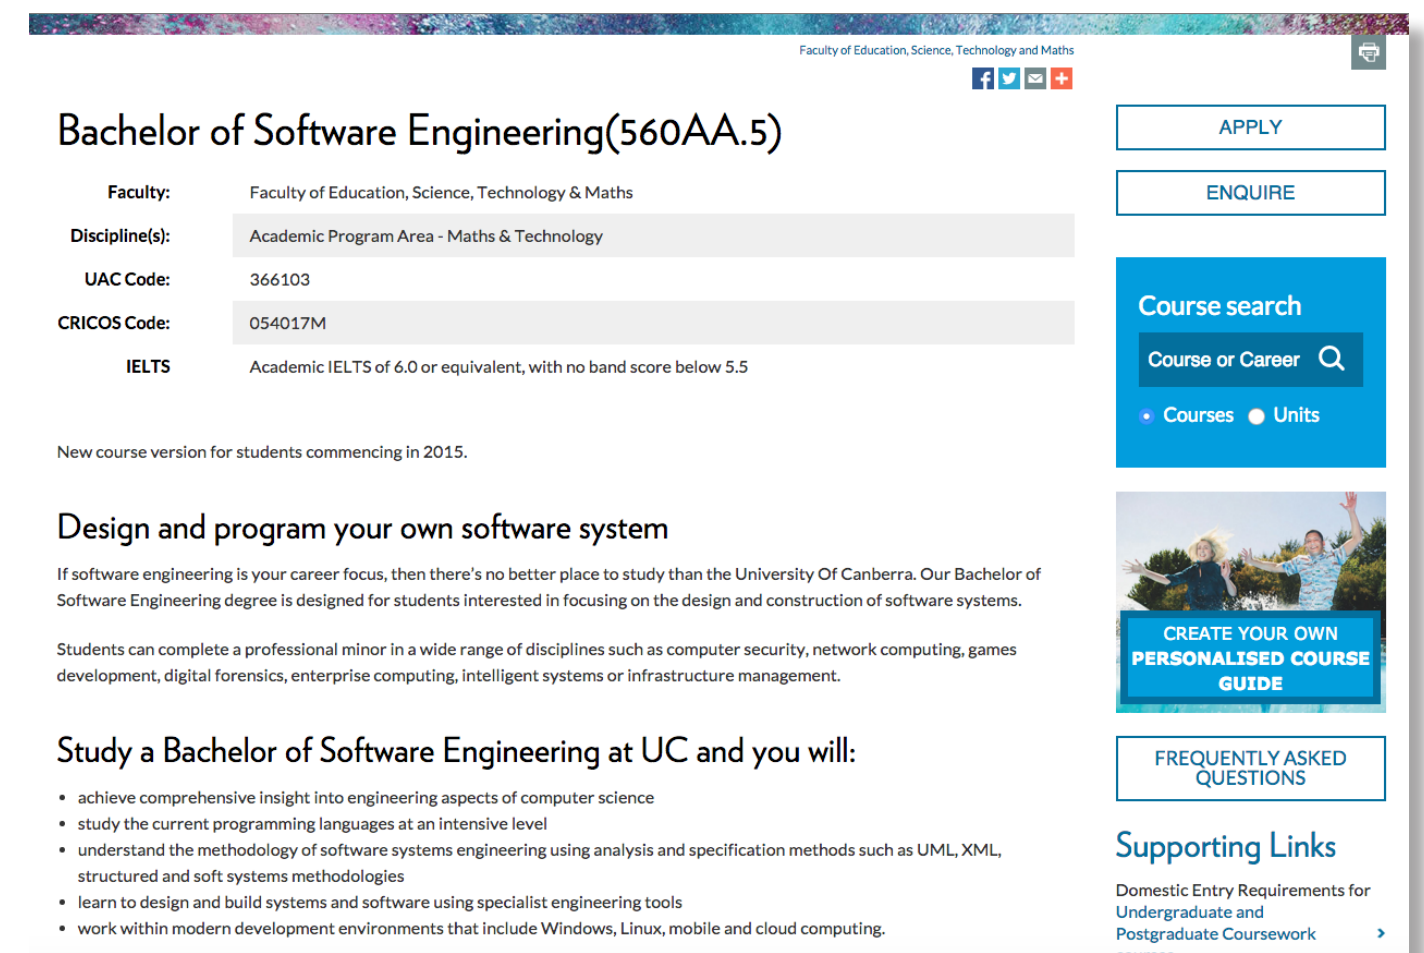 Faculty of Education, Science, Technology and Maths
Bachelor of Software Engineering(560AA.5)
Faculty: Faculty of Education, Science, Technology & Maths
Discipline(s): Academic Program Area - Maths & Technology
UAC Code: 366103
CRICOS Code: 054017M
IELTS Academic IELTS of 6.0 or equivalent, with no band score below 5.5
New course version for students commencing in 2015.
Design and program your own software system
If software engineering is your career focus, then there's no better place to study than the University Of Canberra. Our Bachelor of
Software Engineering degree is designed for students interested in focusing on the design and construction of software systems.
Students can complete a professional minor in a wide range of disciplines such as computer security, network computing, games
development, digital forensics, enterprise computing, intelligent systems or infrastructure management.
Study a Bachelor of Software Engineering at UC and you will:
• achieve comprehensive insight into engineering aspects of computer science
• study the current programming languages at an intensive level
• understand the methodology of software systems engineering using analysis and specification methods such as UML, XML,
structured and soft systems methodologies
• learn to design and build systems and software using specialist engineering tools
• work within modern development environments that include Windows, Linux, mobile and cloud computing.
APPLY
ENQUIRE
Course search
Course or Career
Courses Units
CREATE YOUR OWN
PERSONALISED COURSE
GUIDE
FREQUENTLY ASKED
QUESTIONS
Supporting Links
Domestic Entry Requirements for
Undergraduate and
Postgraduate Coursework